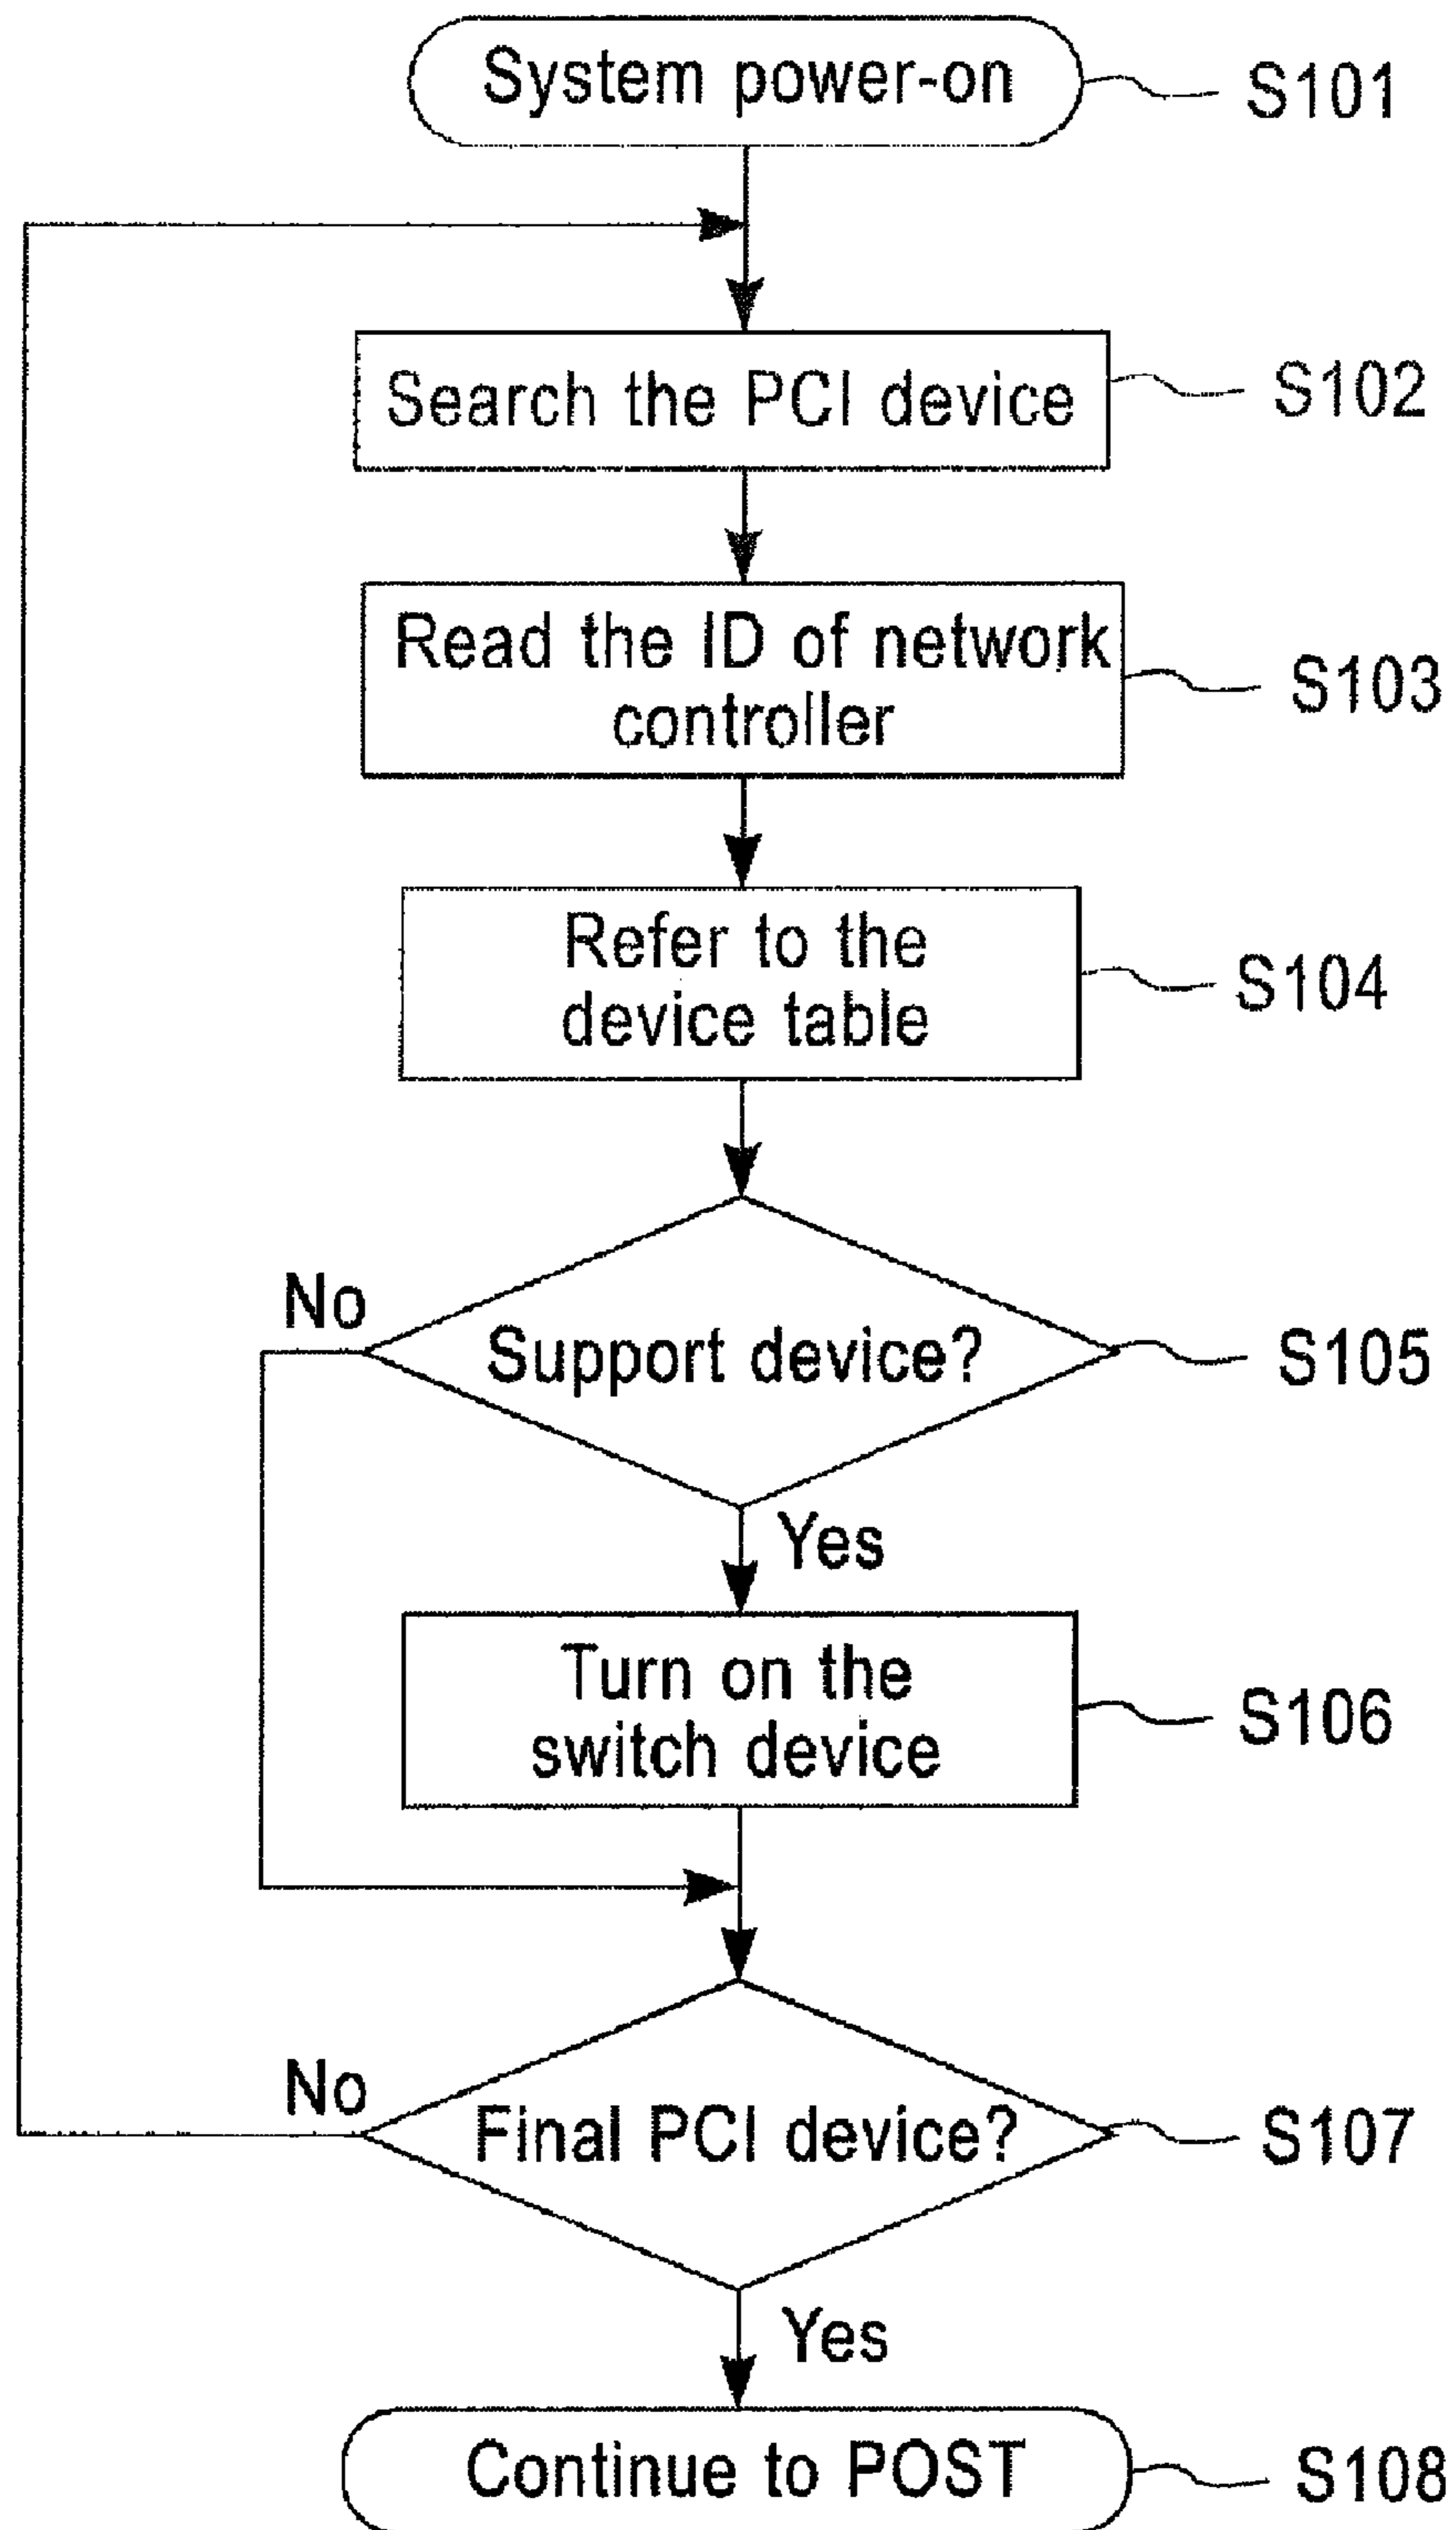 System power-on
S101
Search the PCI device
S102
Read the ID of network
controller
S103
Refer to the
device table
S104
No
Support device?
S105
Yes
Turn on the
switch device
S106
No
Final PCI device?
S107
Yes
Continue to POST
S108